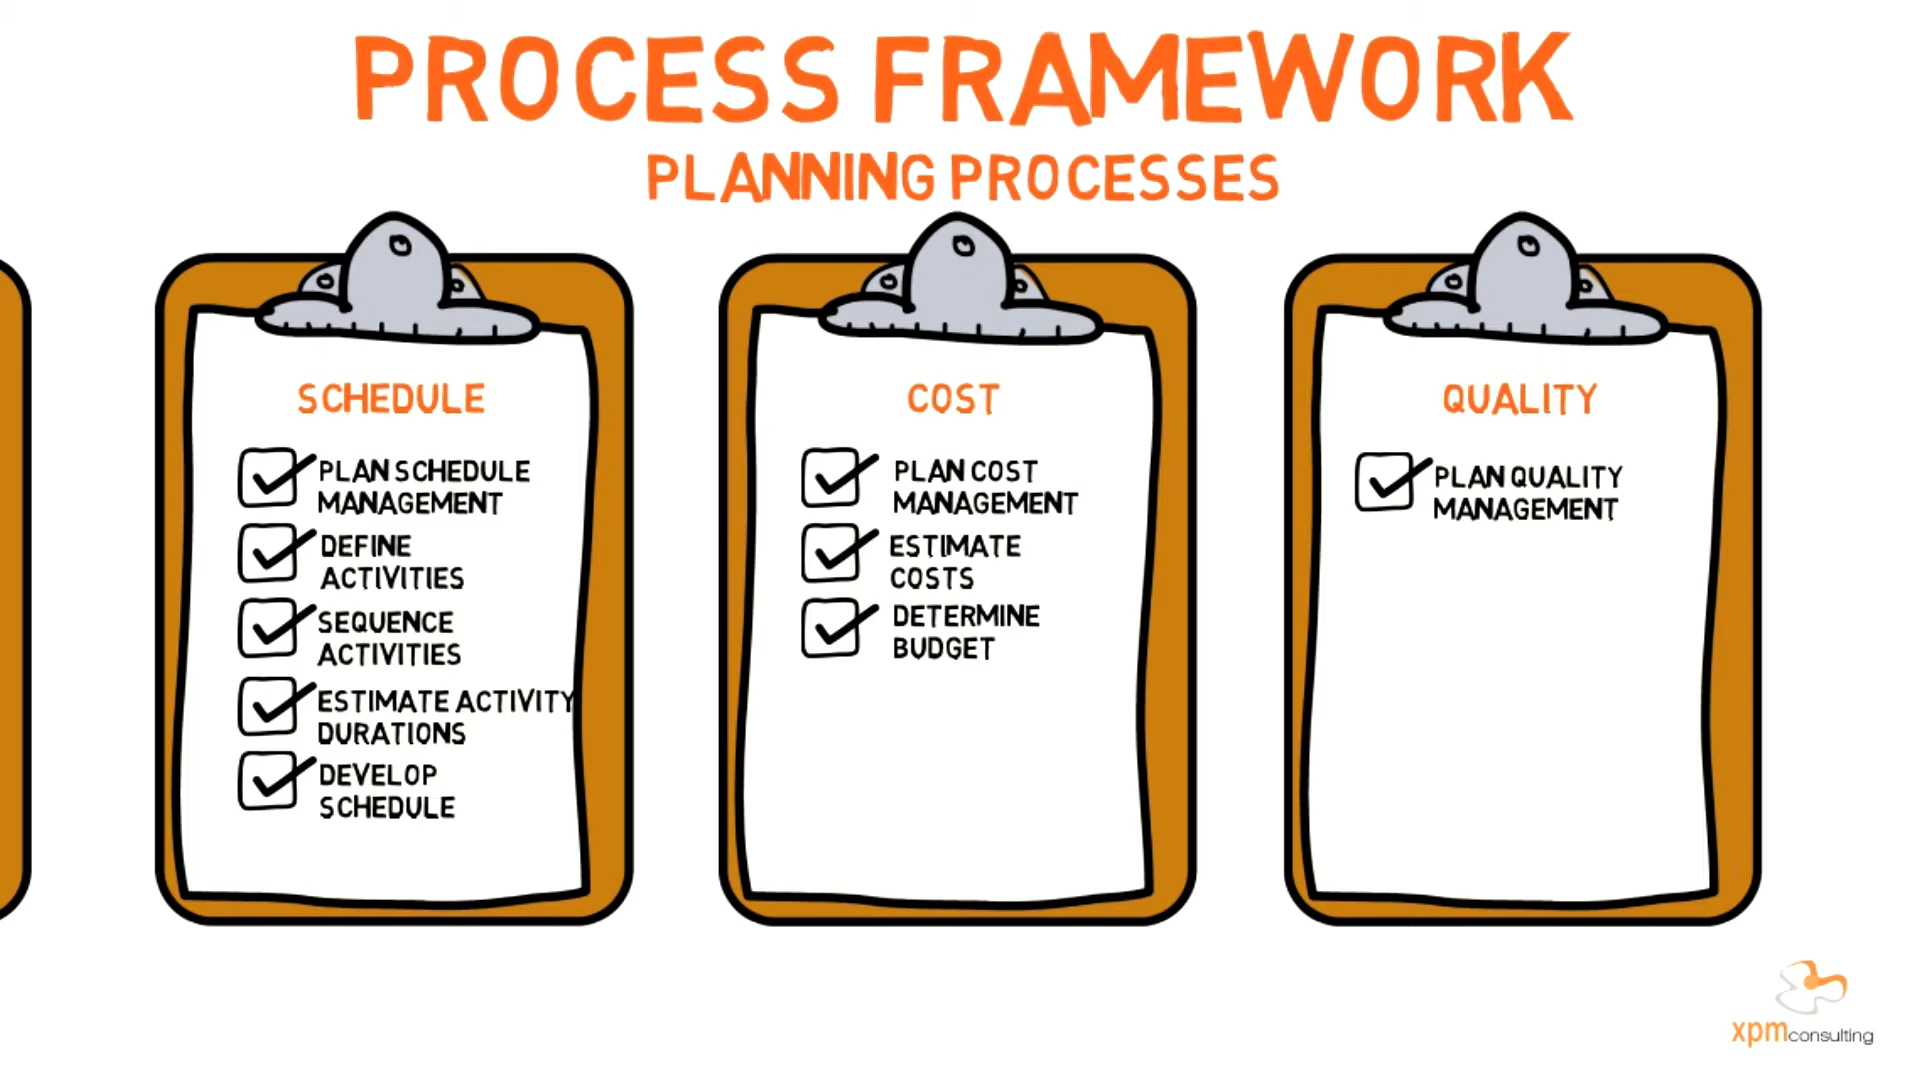 PROCESS FRAMEWORK
PLANNING PROCESSES
SCHEDULE
PLAN SCHEDULE
MANAGEMENT
DEFINE
ACTIVITIES
SEQUENCE
ACTIVITIES
ESTIMATE ACTIVITY
DURATIONS
DEVELOP
SCHEDULE
COST
PLAN COST
MANAGEMENT
ESTIMATE
COSTS
DETERMINE
BUDGET
QUALITY
PLAN QUALITY
MANAGEMENT
xpmconsulting